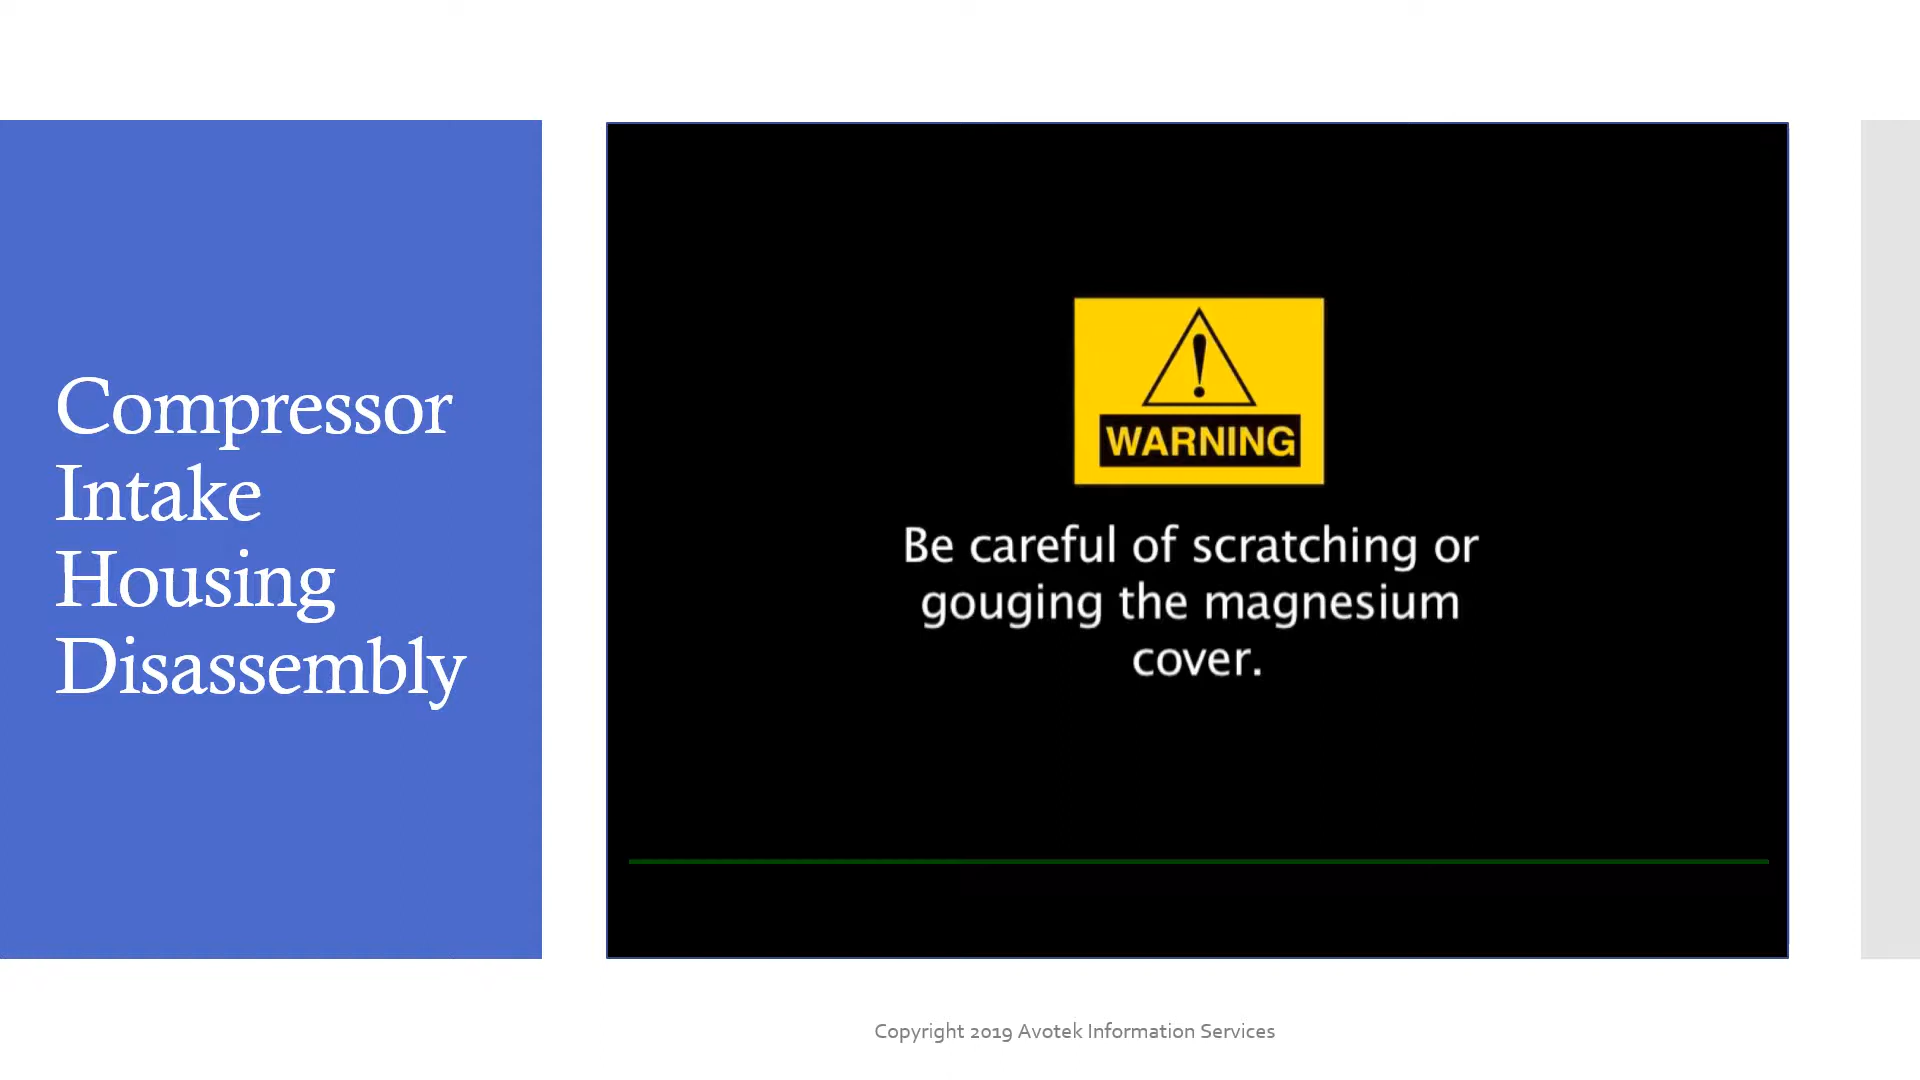 Compressor
Intake
Housing
Disassembly
WARNING
Be careful of scratching or
gouging the magnesium
cover.
Copyright 2019 Avotek Information Services